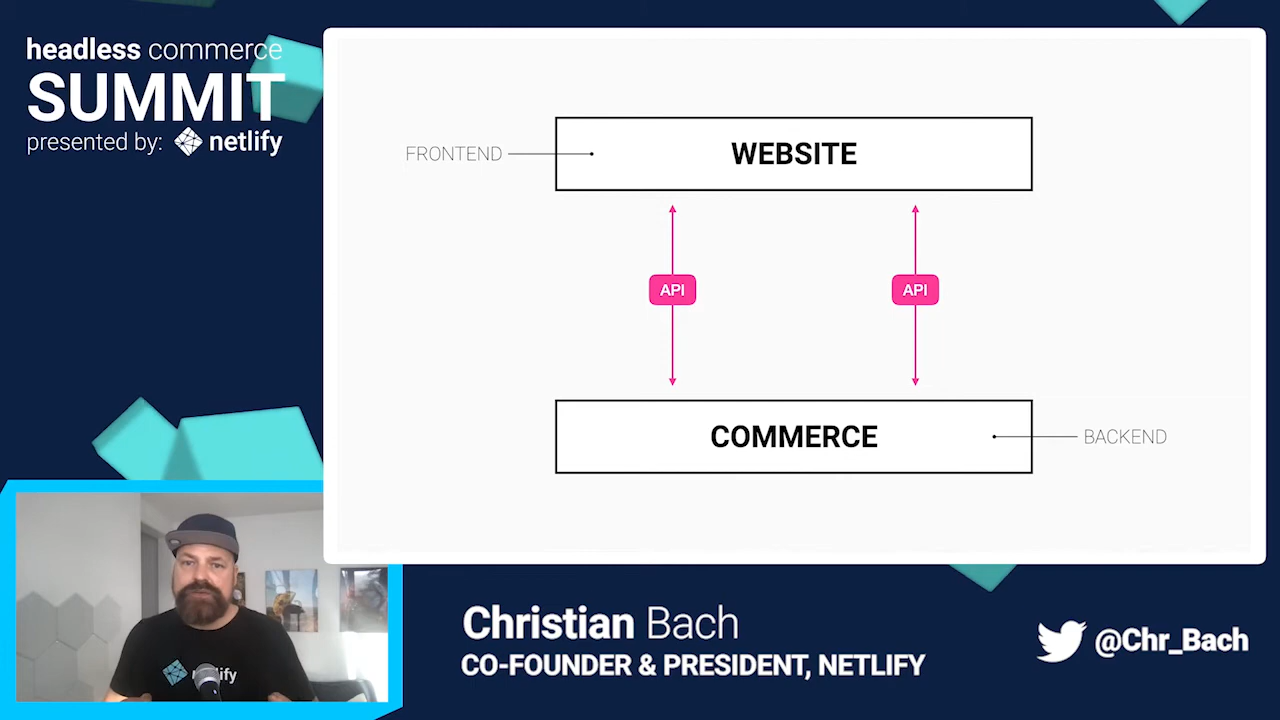 headless commerce
SUMMIT
presented by: netlify
FRONTEND
WEBSITE
API
API
COMMERCE
BACKEND
netlify
Christian Bach
CO-FOUNDER & PRESIDENT, NETLIFY
@Chr_Bach